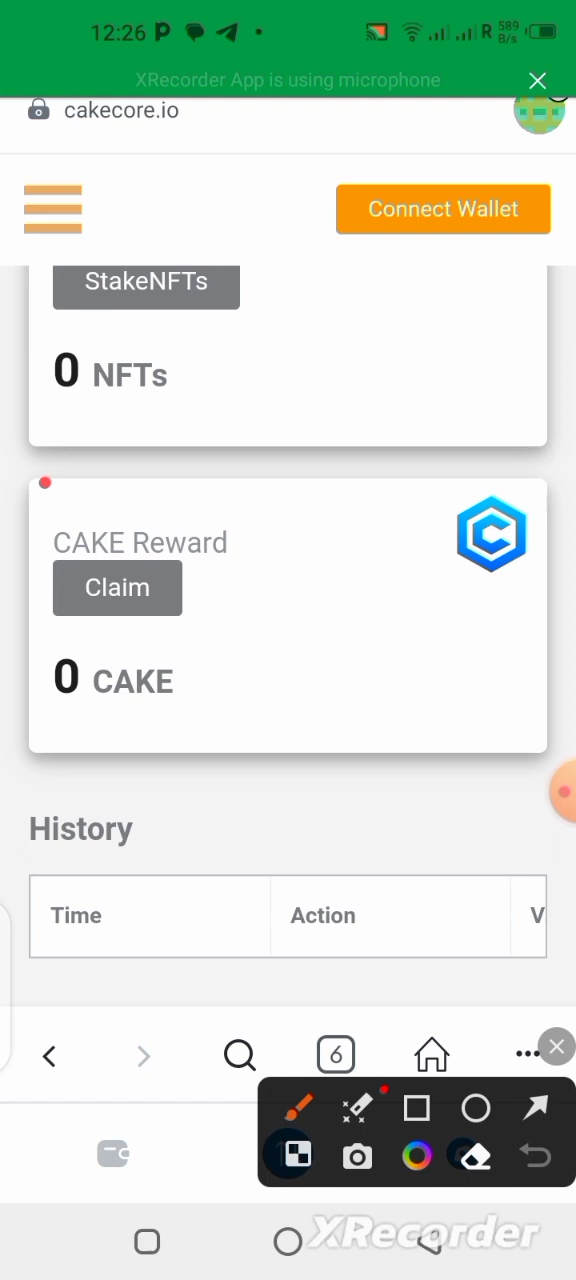 12:26
R 589 B/s
XRecorder App is using microphone
cakecore.io
Connect Wallet
StakeNFTs
0 NFTs
CAKE Reward
Claim
0 CAKE
History
Time Action V
6
XRecorder